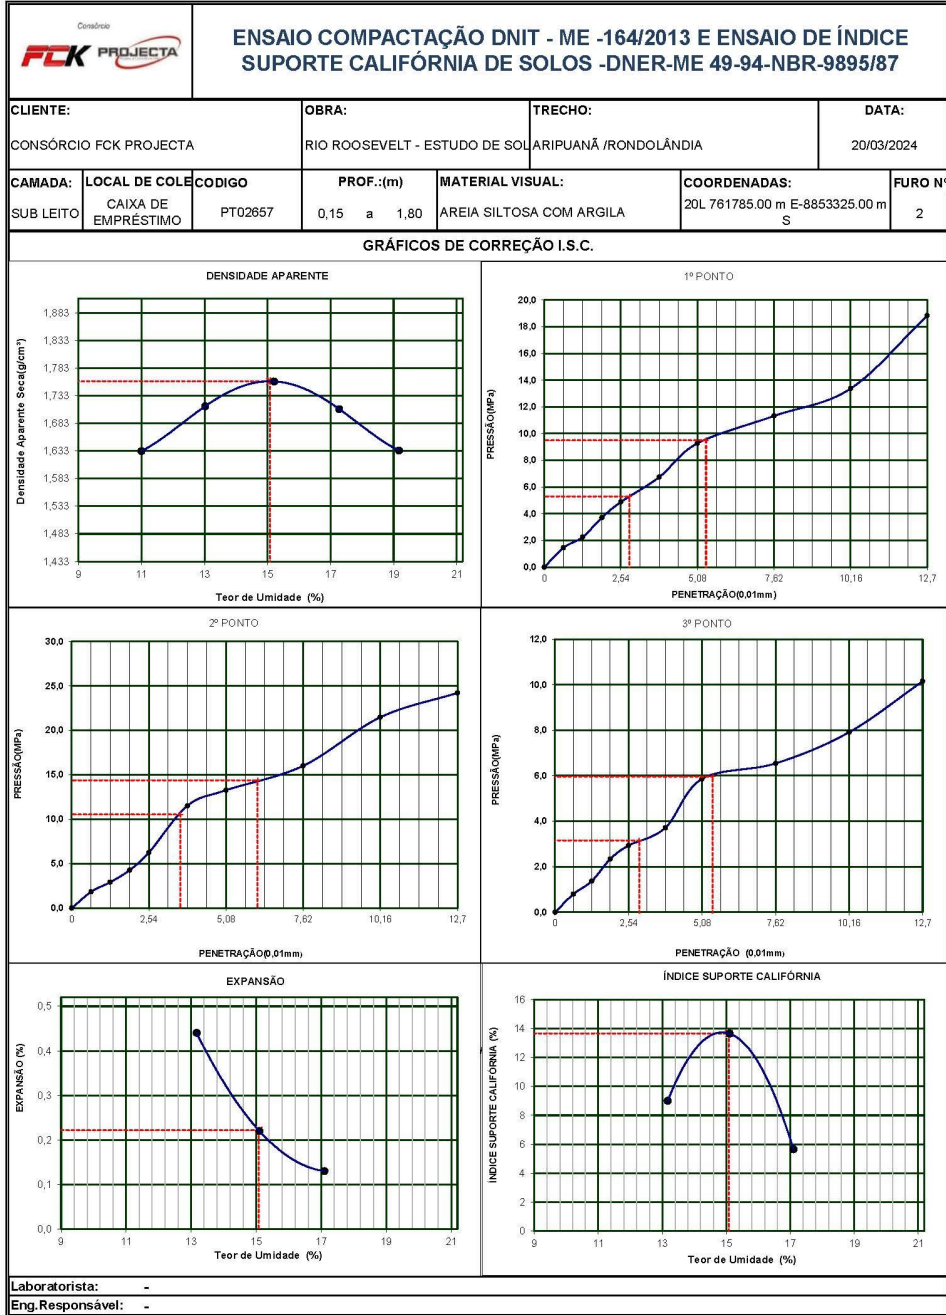 Consórcio
FCK PROJECTA
ENSAIO COMPACTAÇÃO DNIT - ME -164/2013 E ENSAIO DE ÍNDICE
SUPORTE CALIFÓRNIA DE SOLOS -DNER-ME 49-94-NBR-9895/87
CLIENTE:
CONSÓRCIO FCK PROJECTA
OBRA:
RIO ROOSEVELT - ESTUDO DE SOL
TRECHO:
ARIPUANÃ /RONDOLÂNDIA
DATA:
20/03/2024
CAMADA:
SUB LEITO
LOCAL DE COLE
CAIXA DE
EMPRÉSTIMO
CODIGO
PT02657
PROF.:(m)
0,15 a 1,80
MATERIAL VISUAL:
AREIA SILTOSA COM ARGILA
COORDENADAS:
20L 761785.00 m E-8853325.00 m
S
FURO Nº
2
GRÁFICOS DE CORREÇÃO I.S.C.
DENSIDADE APARENTE
Densidade Aparente Seca(g/cm³)
1,883
1,833
1,783
1,733
1,683
1,633
1,583
1,533
1,483
1,433
9 11 13 15 17 19 21
Teor de Umidade (%)
1º PONTO
PRESSÃO(MPa)
20,0
18,0
16,0
14,0
12,0
10,0
8,0
6,0
4,0
2,0
0,0
0 2,54 5,08 7,62 10,16 12,7
PENETRAÇÃO(0,01mm)
2º PONTO
PRESSÃO(MPa)
30,0
25,0
20,0
15,0
10,0
5,0
0,0
0 2,54 5,08 7,62 10,16 12,7
PENETRAÇÃO(0,01mm)
3º PONTO
PRESSÃO(MPa)
12,0
10,0
8,0
6,0
4,0
2,0
0,0
0 2,54 5,08 7,62 10,16 12,7
PENETRAÇÃO (0,01mm)
EXPANSÃO
EXPANSÃO (%)
0,5
0,4
0,3
0,2
0,1
0,0
9 11 13 15 17 19 21
Teor de Umidade (%)
ÍNDICE SUPORTE CALIFÓRNIA
ÍNDICE SUPORTE CALIFÓRNIA (%)
16
14
12
10
8
6
4
2
0
9 11 13 15 17 19 21
Teor de Umidade (%)
Laboratorista: -
Eng.Responsável: -